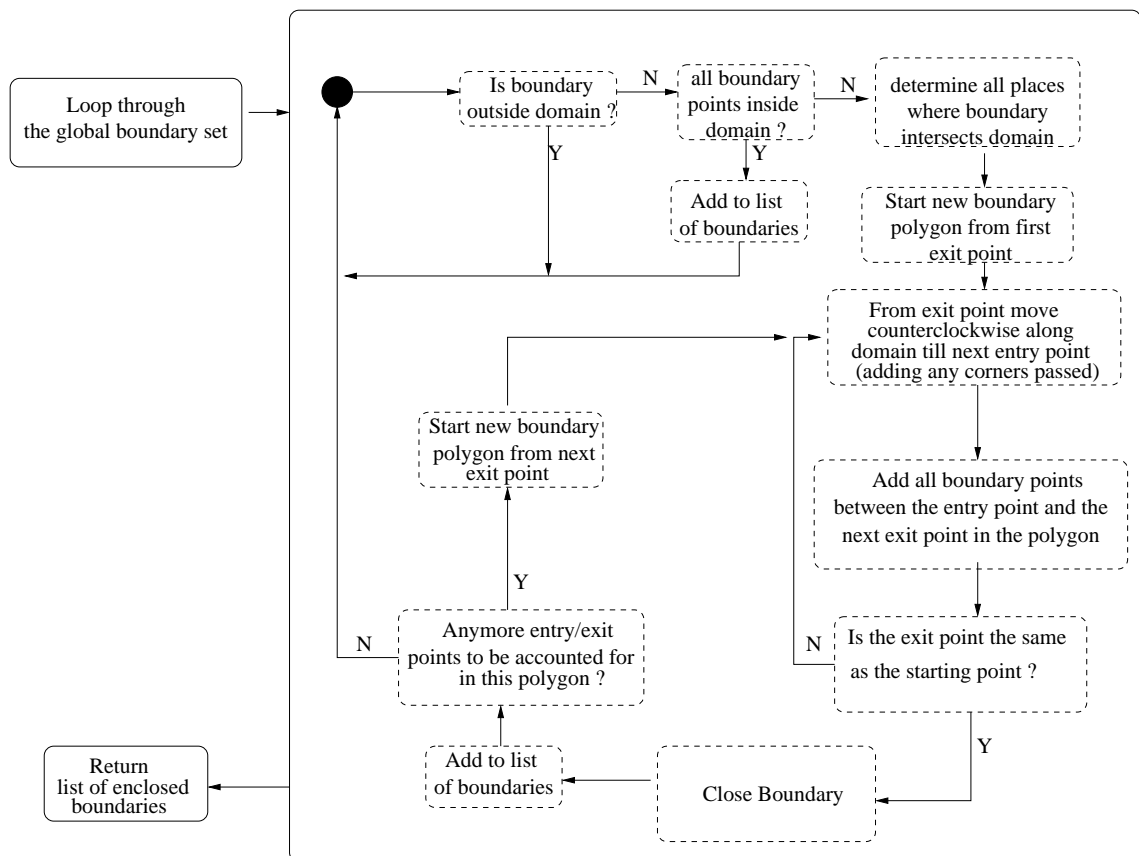 Loop through
the global boundary set
Is boundary
outside domain ?
N
Y
all boundary
points inside
domain ?
N
Y
determine all places
where boundary
intersects domain
Add to list
of boundaries
Start new boundary
polygon from first
exit point
From exit point move
counterclockwise along
domain till next entry point
(adding any corners passed)
Start new boundary
polygon from next
exit point
Add all boundary points
between the entry point and the
next exit point in the polygon
Y
Anymore entry/exit
points to be accounted for
in this polygon ?
N
Is the exit point the same
as the starting point ?
N
Y
Add to list
of boundaries
Close Boundary
Return
list of enclosed
boundaries